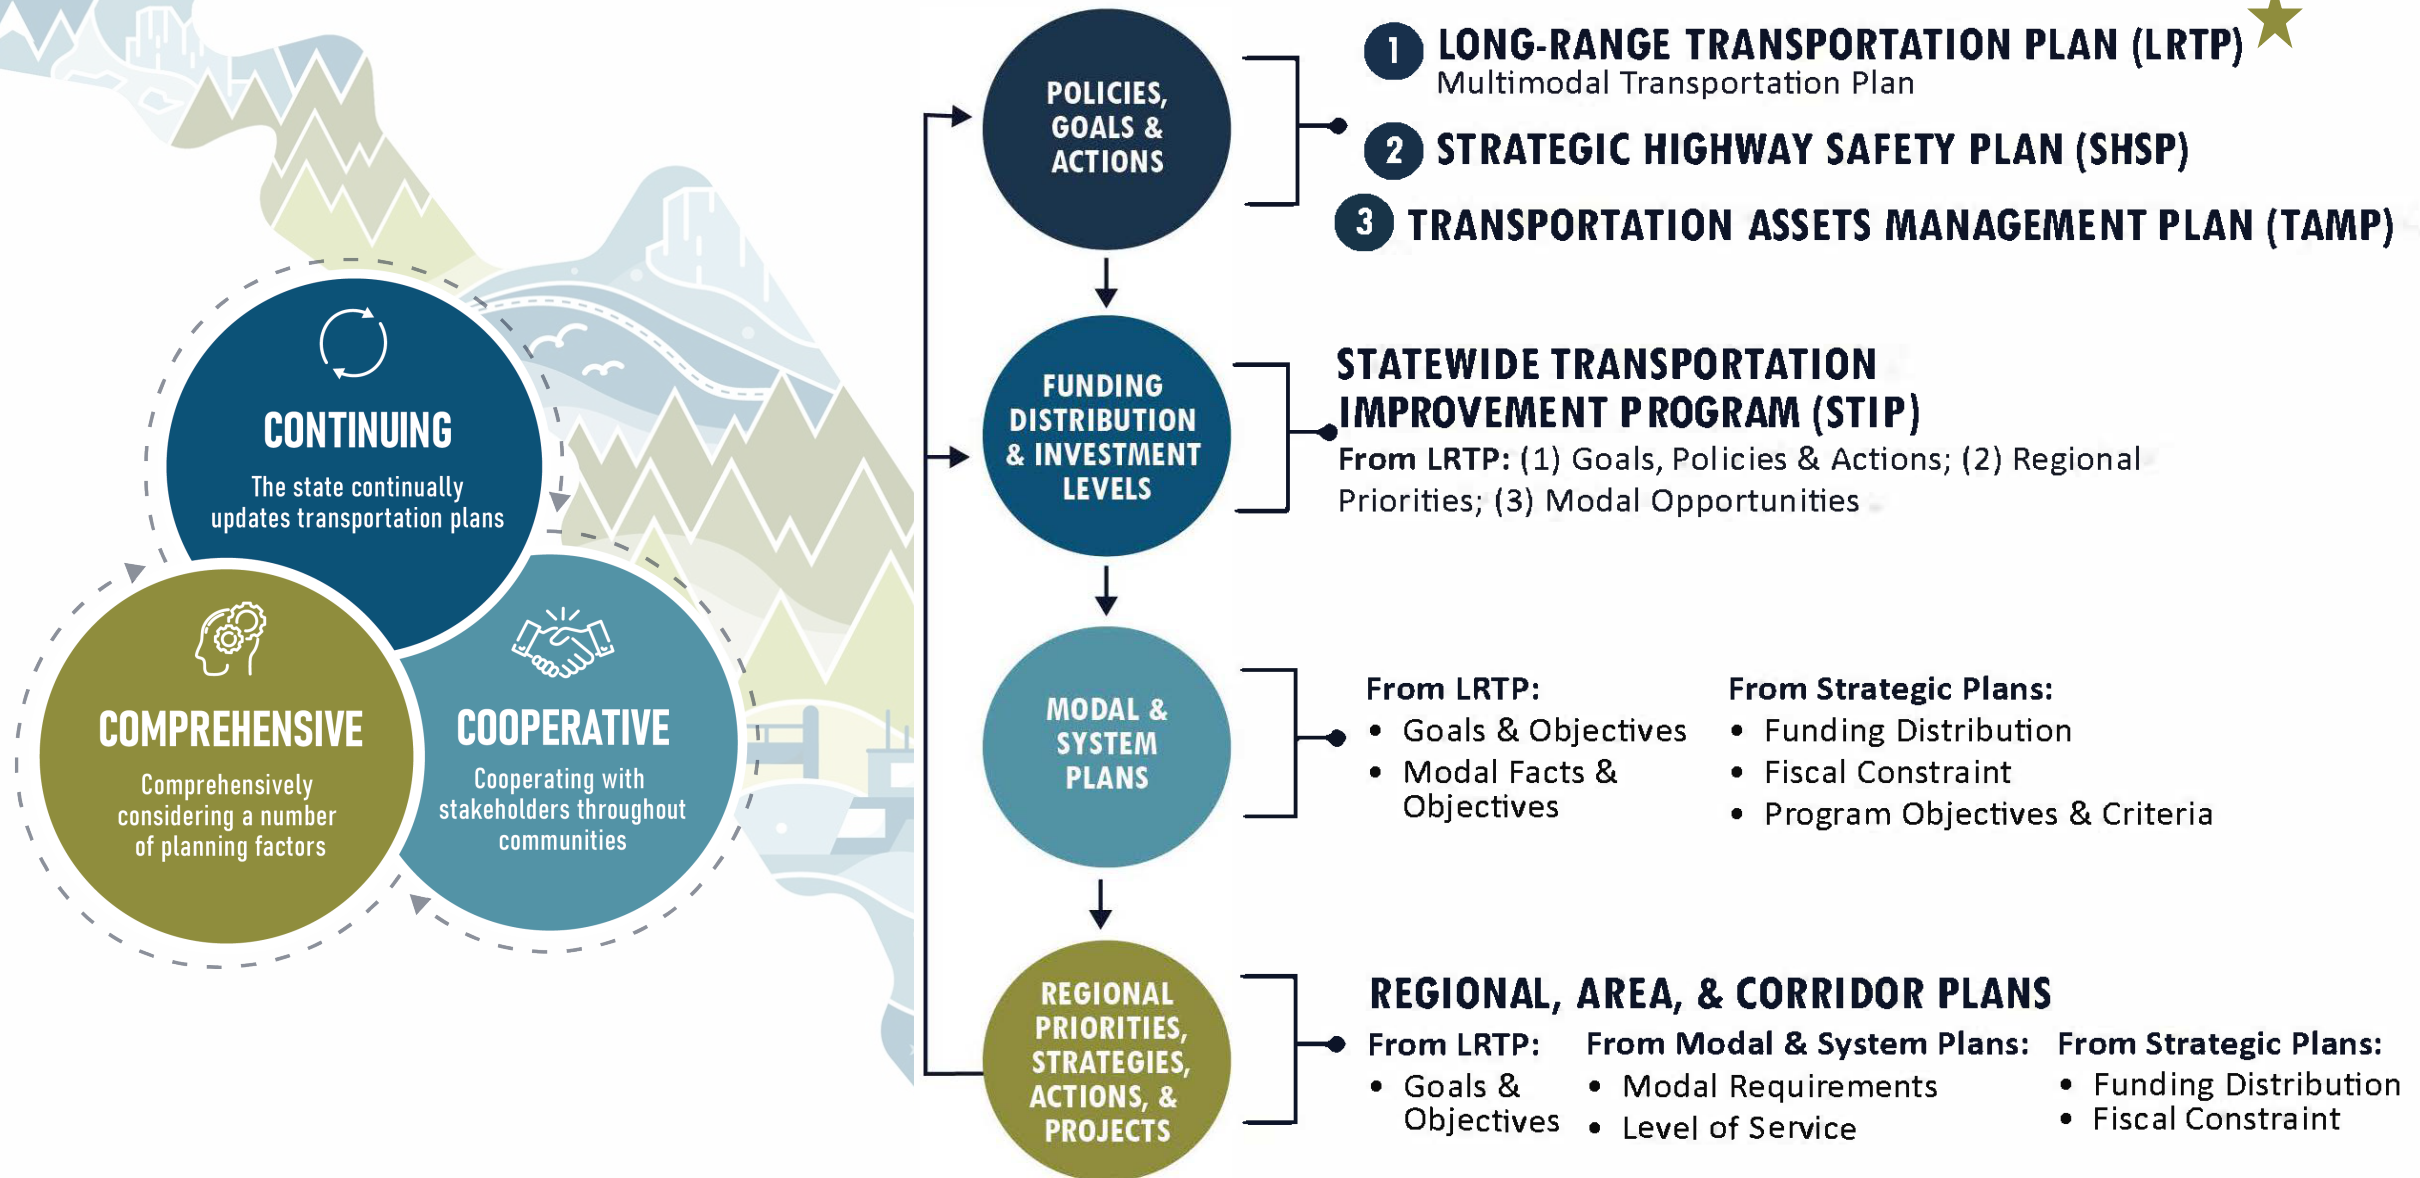 CONTINUING
The state continually
updates transportation plans
COMPREHENSIVE
Comprehensively
considering a number
of planning factors
COOPERATIVE
Cooperating with
stakeholders throughout
communities
POLICIES,
GOALS &
ACTIONS
1 LONG-RANGE TRANSPORTATION PLAN (LRTP)
Multimodal Transportation Plan
2 STRATEGIC HIGHWAY SAFETY PLAN (SHSP)
3 TRANSPORTATION ASSETS MANAGEMENT PLAN (TAMP)
FUNDING
DISTRIBUTION
& INVESTMENT
LEVELS
STATEWIDE TRANSPORTATION
IMPROVEMENT PROGRAM (STIP)
From LRTP: (1) Goals, Policies & Actions; (2) Regional
Priorities; (3) Modal Opportunities
MODAL &
SYSTEM
PLANS
From LRTP:
• Goals & Objectives
• Modal Facts &
Objectives
From Strategic Plans:
• Funding Distribution
• Fiscal Constraint
• Program Objectives & Criteria
REGIONAL
PRIORITIES,
STRATEGIES,
ACTIONS, &
PROJECTS
REGIONAL, AREA, & CORRIDOR PLANS
From LRTP:
• Goals &
Objectives
From Modal & System Plans:
• Modal Requirements
• Level of Service
From Strategic Plans:
• Funding Distribution
• Fiscal Constraint